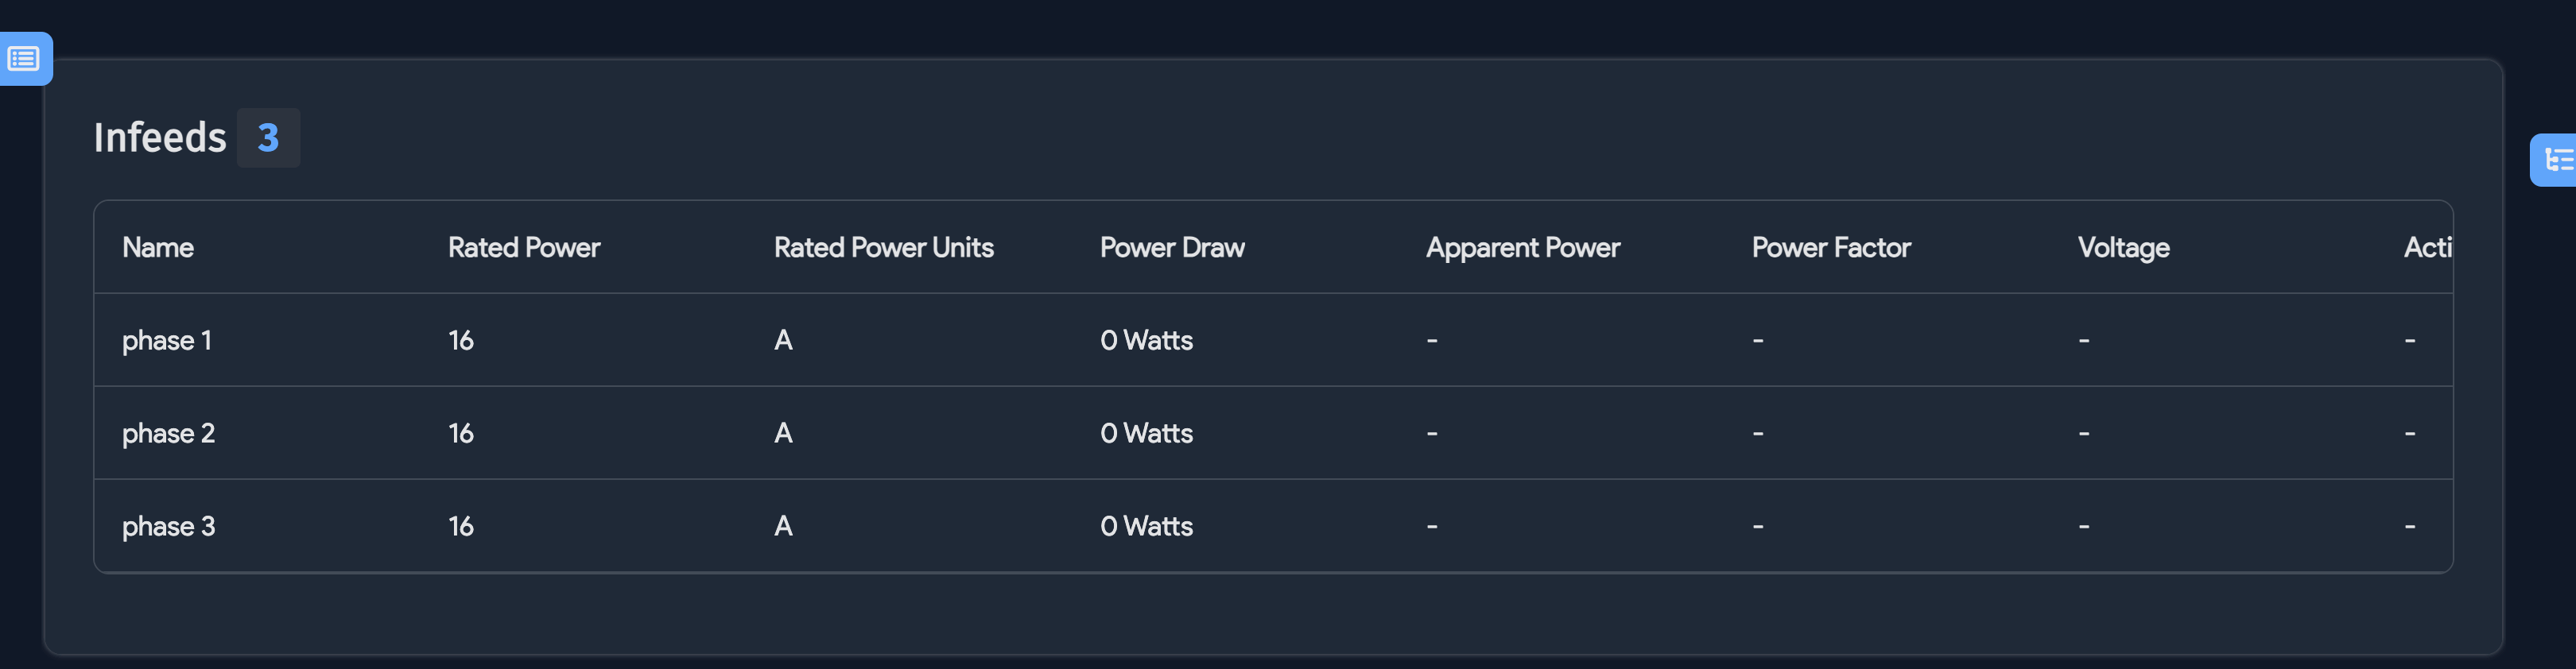 Infeeds 3
Name Rated Power Rated Power Units Power Draw Apparent Power Power Factor Voltage Acti
phase 1 16 A 0 Watts - - - -
phase 2 16 A 0 Watts - - - -
phase 3 16 A 0 Watts - - - -